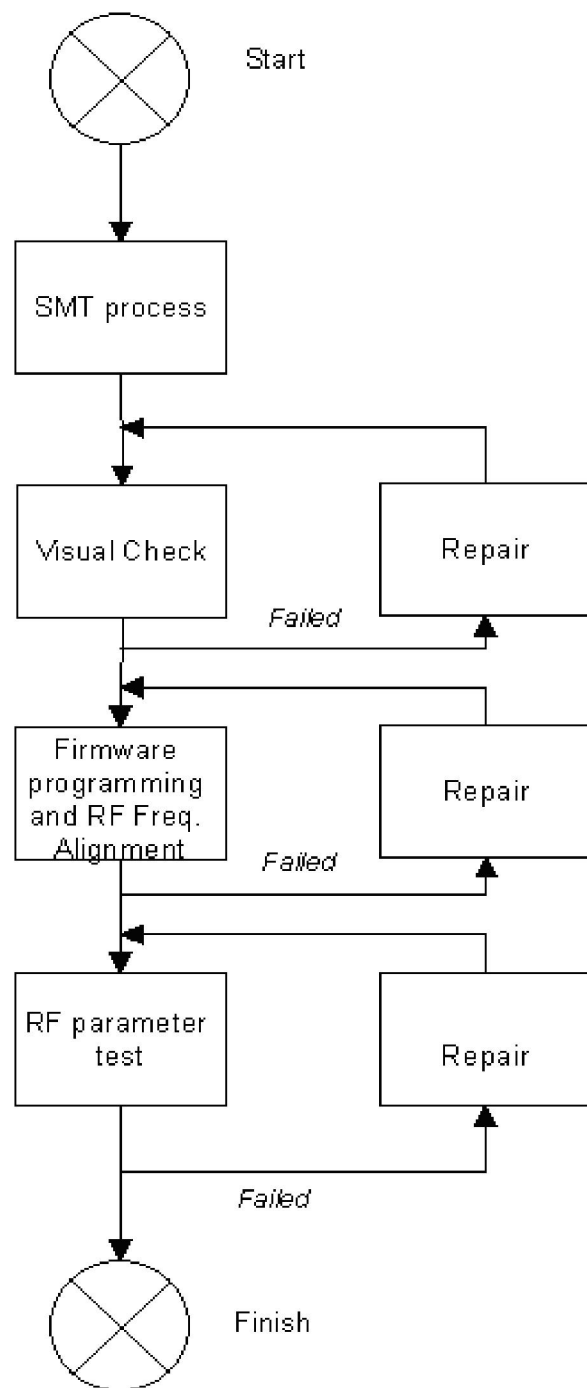 Start
SMT process
Visual Check
Repair
Failed
Firmware
programming
and RF Freq.
Alignment
Repair
Failed
RF parameter
test
Repair
Failed
Finish